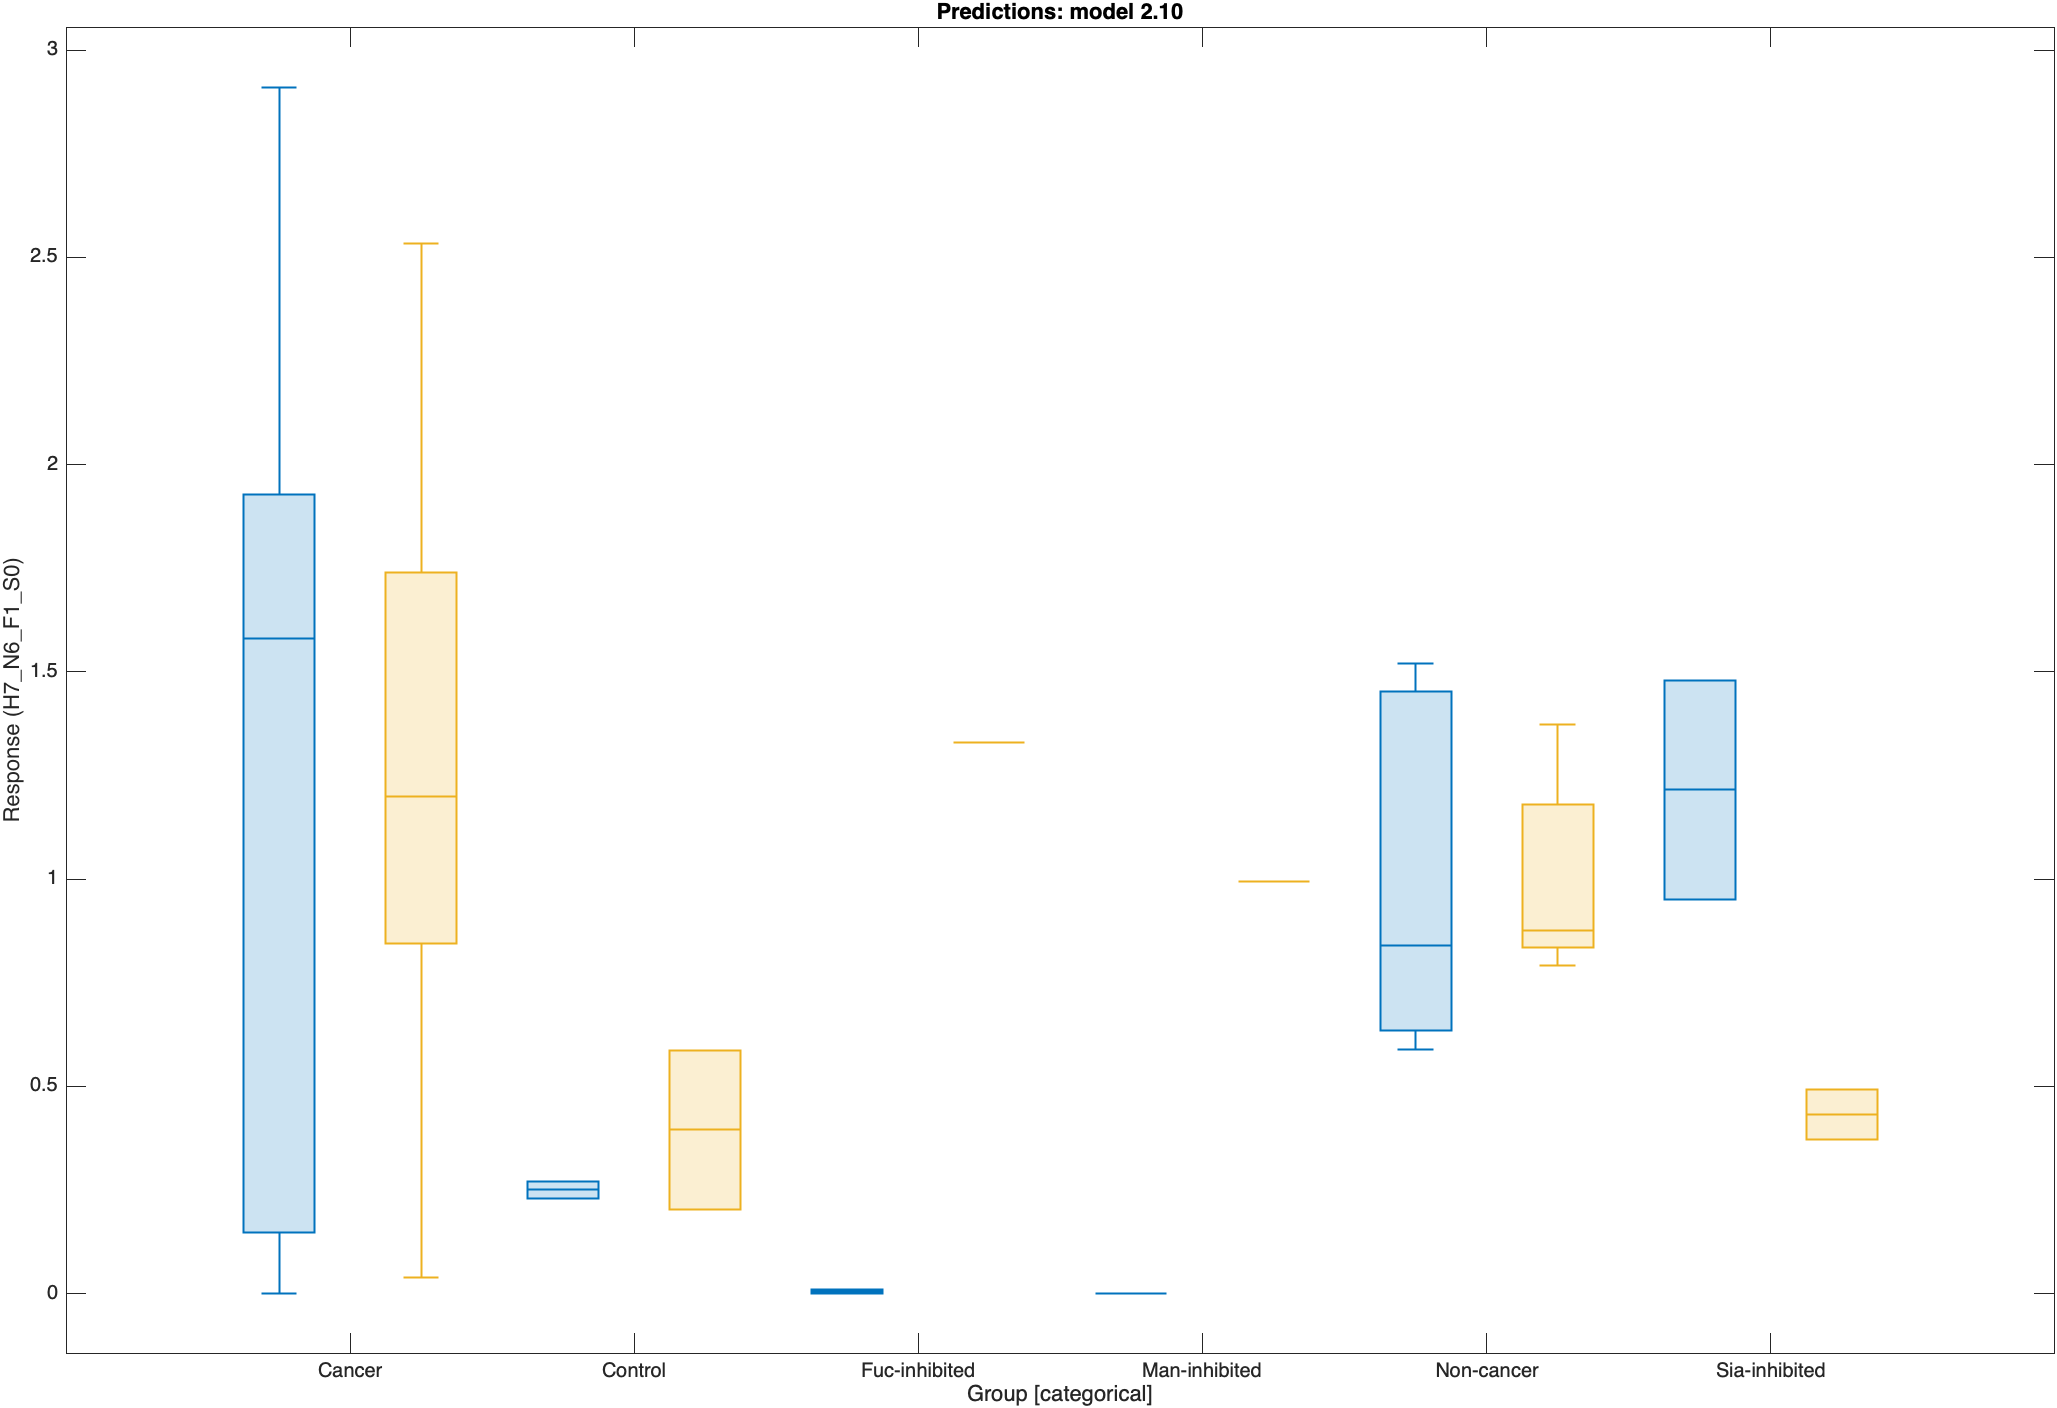 Predictions: model 2.10
3
2.5
2
1.5
1
0.5
0
Response (H7_N6_F1_S0)
Cancer
Control
Fuc-inhibited
Man-inhibited
Non-cancer
Sia-inhibited
Group [categorical]